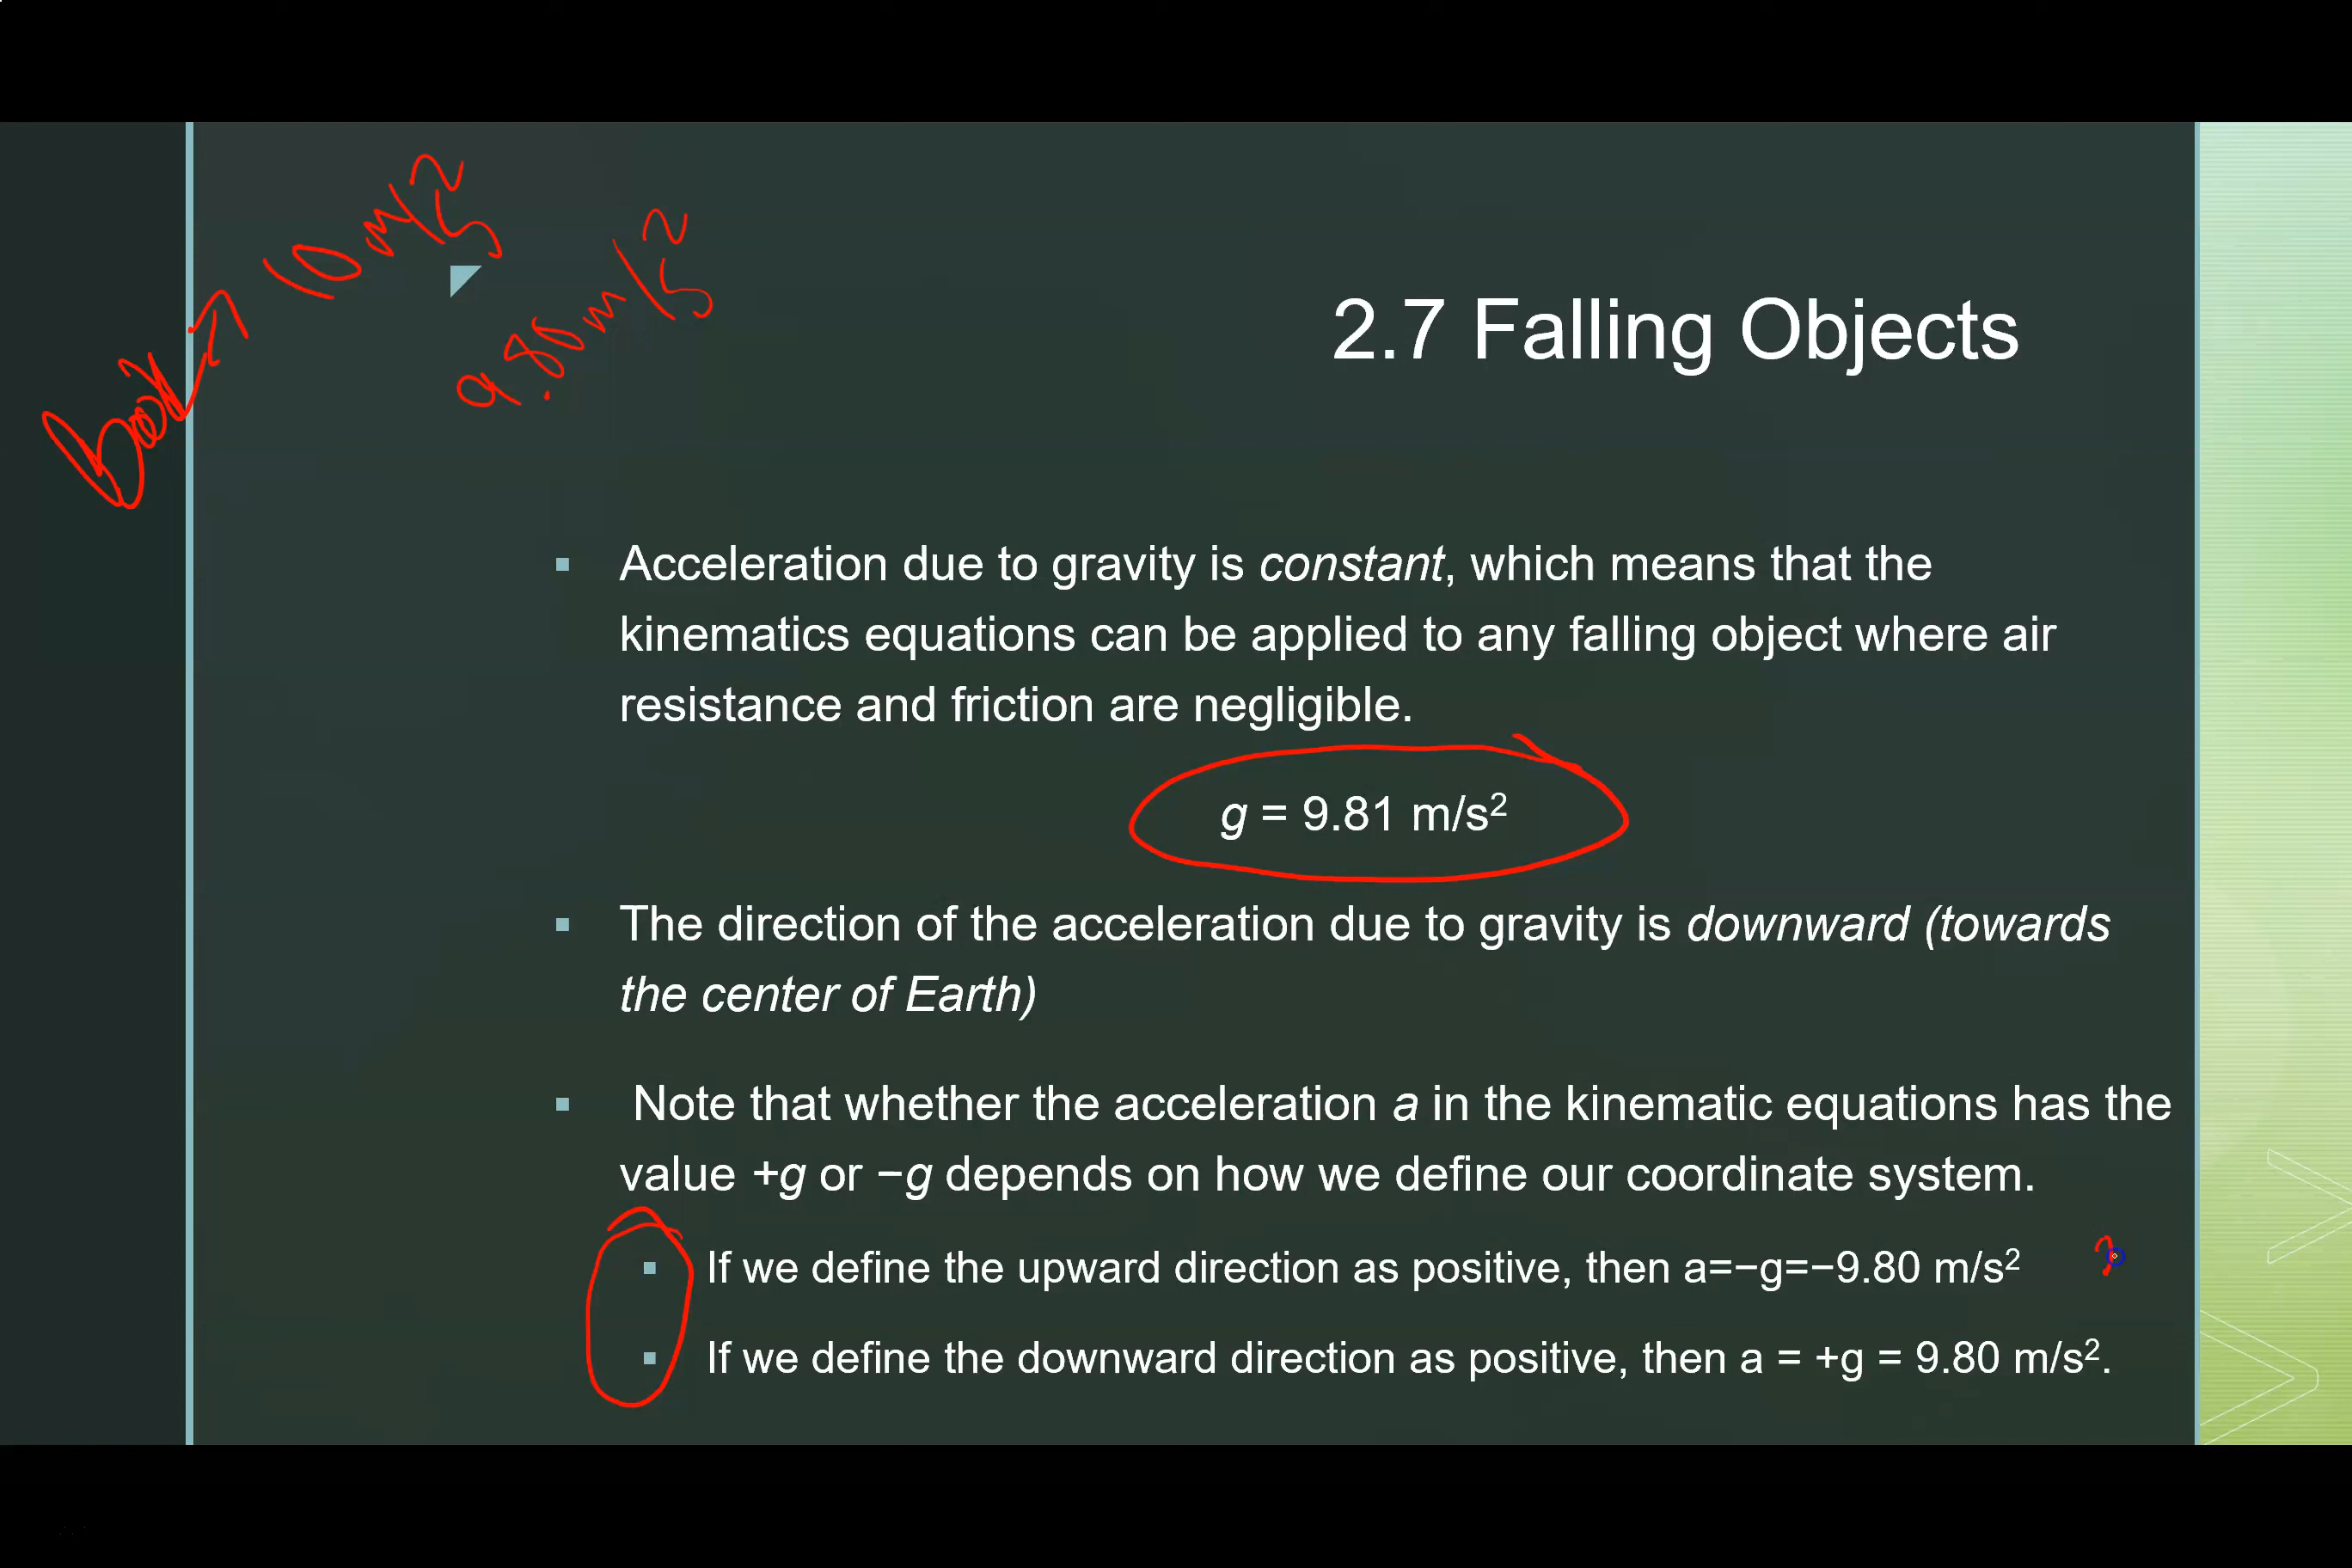 Book → 10 m/s2
9.80 m/s2
2.7 Falling Objects
▪ Acceleration due to gravity is constant, which means that the
kinematics equations can be applied to any falling object where air
resistance and friction are negligible.
g = 9.81 m/s²
▪ The direction of the acceleration due to gravity is downward (towards
the center of Earth)
▪ Note that whether the acceleration a in the kinematic equations has the
value +g or −g depends on how we define our coordinate system.
▪ If we define the upward direction as positive, then a=−g=−9.80 m/s²
▪ If we define the downward direction as positive, then a = +g = 9.80 m/s².